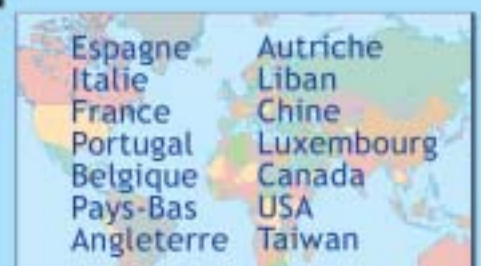 Espagne
Italie
France
Portugal
Belgique
Pays-Bas
Angleterre
Autriche
Liban
Chine
Luxembourg
Canada
USA
Taiwan